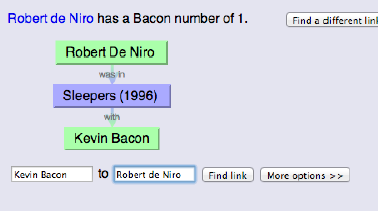 Robert de Niro has a Bacon number of 1.
Find a different link
Robert De Niro
was in
Sleepers (1996)
with
Kevin Bacon
Kevin Bacon to Robert de Niro Find link More options >>